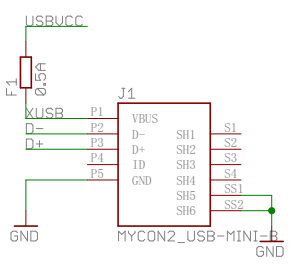 USBVCC
F1
0.5A
J1
XUSB
P1 VBUS
D- P2 D- SH1 S1
D+ P3 D+ SH2 S2
P4 ID SH3 S3
P5 GND SH4 S4
SH5 SS1
SH6 SS2
GND MYCON2_USB-MINI-B
GND